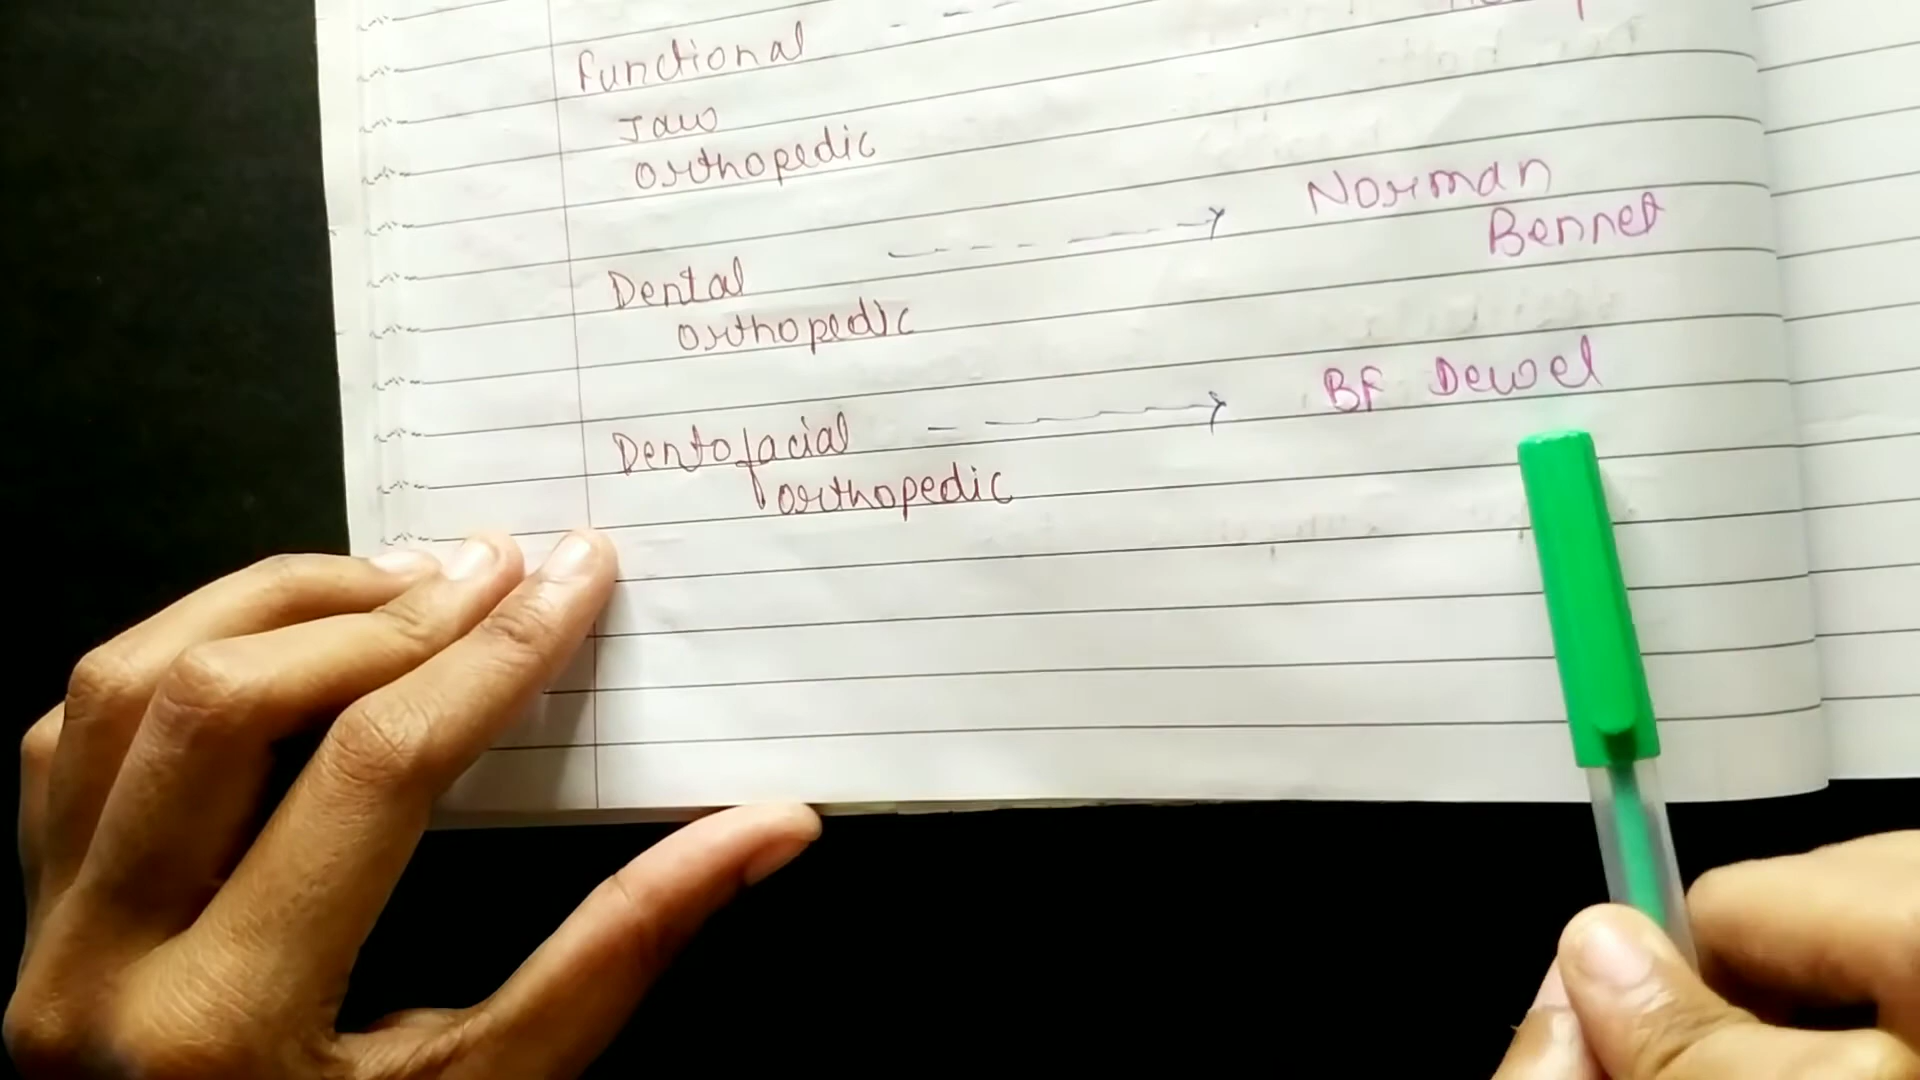 Functional
Jaw
orthopedic
Dental
orthopedic
Norman
Bennet
Dentofacial
orthopedic
BF Dewel